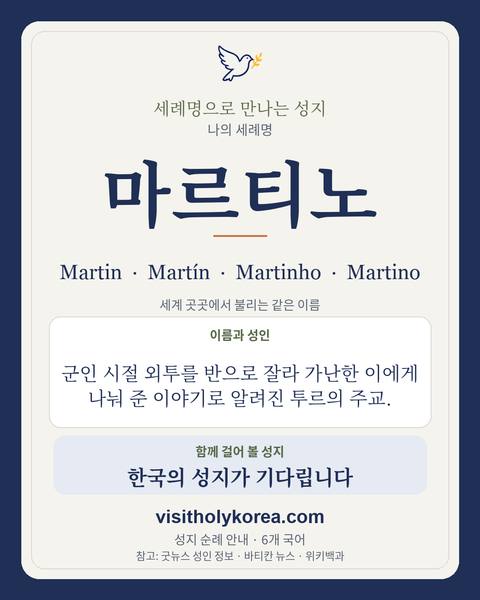 세례명으로 만나는 성지
나의 세례명
마르티노
Martin · Martín · Martinho · Martino
세계 곳곳에서 불리는 같은 이름
이름과 성인
군인 시절 외투를 반으로 잘라 가난한 이에게
나눠 준 이야기로 알려진 투르의 주교.
함께 걸어 볼 성지
한국의 성지가 기다립니다
visitholykorea.com
성지 순례 안내 · 6개 국어
참고: 굿뉴스 성인 정보 · 바티칸 뉴스 · 위키백과